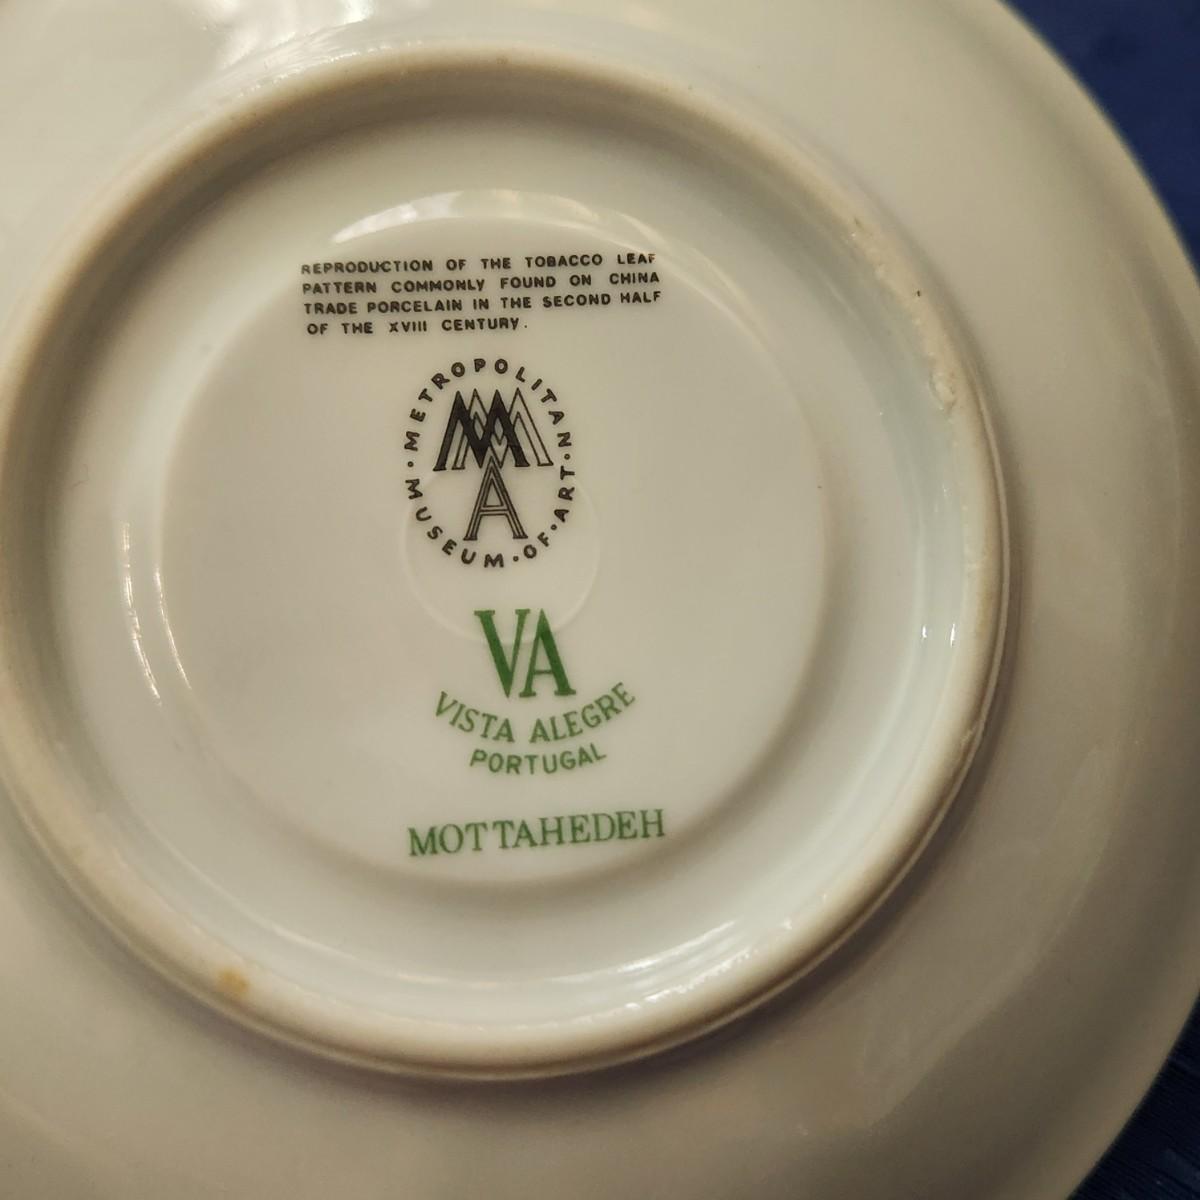 REPRODUCTION OF THE TOBACCO LEAF
PATTERN COMMONLY FOUND ON CHINA
TRADE PORCELAIN IN THE SECOND HALF
OF THE XVIII CENTURY.
· METROPOLITAN · MUSEUM · OF · ART
MMA
VA
VISTA ALEGRE
PORTUGAL
MOTTAHEDEH